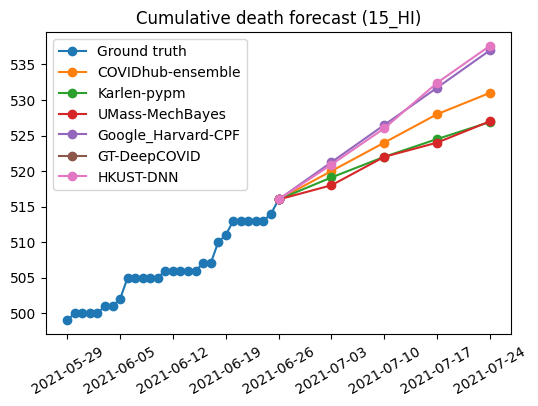 Cumulative death forecast (15_HI)
Ground truth
COVIDhub-ensemble
Karlen-pypm
UMass-MechBayes
Google_Harvard-CPF
GT-DeepCOVID
HKUST-DNN
535
530
525
520
515
510
505
500
2021-05-29
2021-06-05
2021-06-12
2021-06-19
2021-06-26
2021-07-03
2021-07-10
2021-07-17
2021-07-24